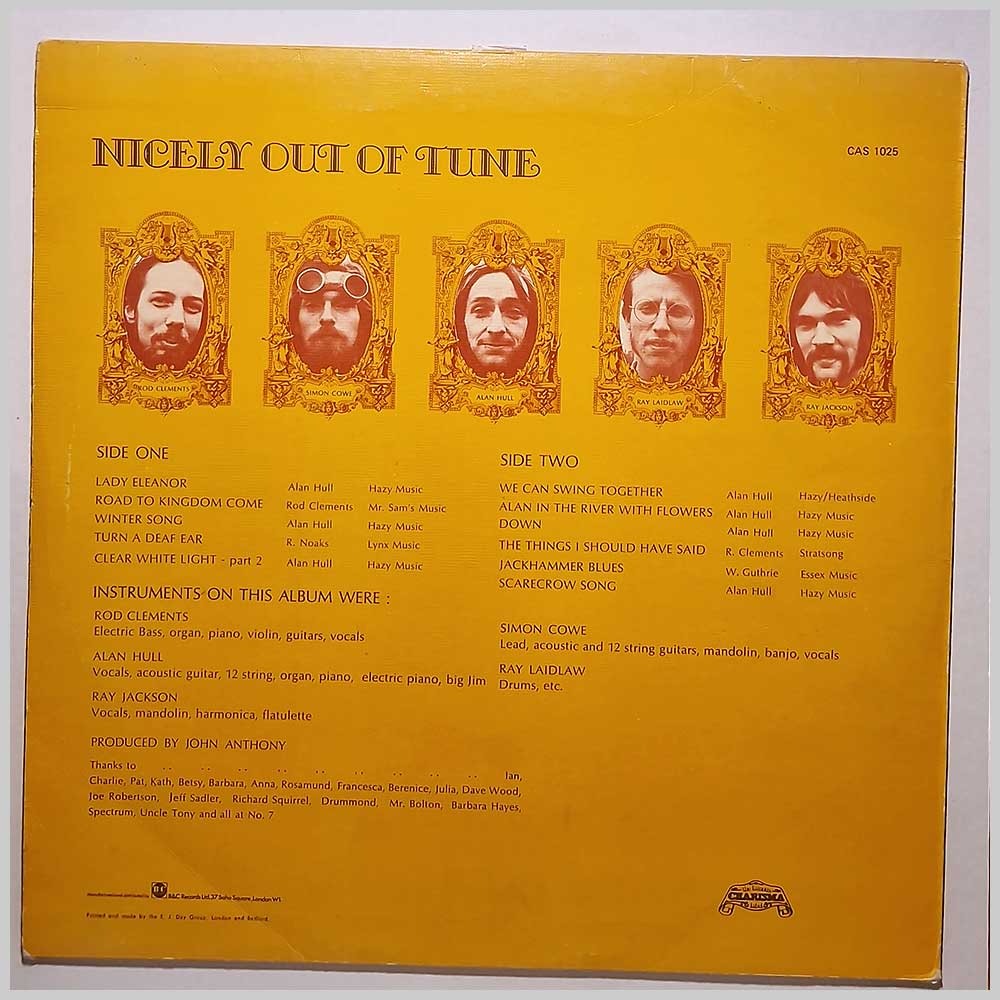 NICELY OUT OF TUNE
CAS 1025
ROD CLEMENTS
SIMON COWE
ALAN HULL
RAY LAIDLAW
RAY JACKSON
SIDE ONE
LADY ELEANOR Alan Hull Hazy Music
ROAD TO KINGDOM COME Rod Clements Mr. Sam's Music
WINTER SONG Alan Hull Hazy Music
TURN A DEAF EAR R. Noaks Lynx Music
CLEAR WHITE LIGHT - part 2 Alan Hull Hazy Music
SIDE TWO
WE CAN SWING TOGETHER Alan Hull Hazy/Heathside
ALAN IN THE RIVER WITH FLOWERS Alan Hull Hazy Music
DOWN Alan Hull Hazy Music
THE THINGS I SHOULD HAVE SAID R. Clements Stratsong
JACKHAMMER BLUES W. Guthrie Essex Music
SCARECROW SONG Alan Hull Hazy Music
INSTRUMENTS ON THIS ALBUM WERE :
ROD CLEMENTS
Electric Bass, organ, piano, violin, guitars, vocals
ALAN HULL
Vocals, acoustic guitar, 12 string, organ, piano, electric piano, big Jim
RAY JACKSON
Vocals, mandolin, harmonica, flatulette
SIMON COWE
Lead, acoustic and 12 string guitars, mandolin, banjo, vocals
RAY LAIDLAW
Drums, etc.
PRODUCED BY JOHN ANTHONY
Thanks to .. .. .. .. .. .. .. .. .. Ian,
Charlie, Pat, Kath, Betsy, Barbara, Anna, Rosamund, Francesca, Berenice, Julia, Dave Wood,
Joe Robertson, Jeff Sadler, Richard Squirrel, Drummond, Mr. Bolton, Barbara Hayes,
Spectrum, Uncle Tony and all at No. 7
B&C Records Ltd. 37 Soho Square, London W1.
Printed and made by the E. J. Day Group, London and Bedford.
CHARISMA